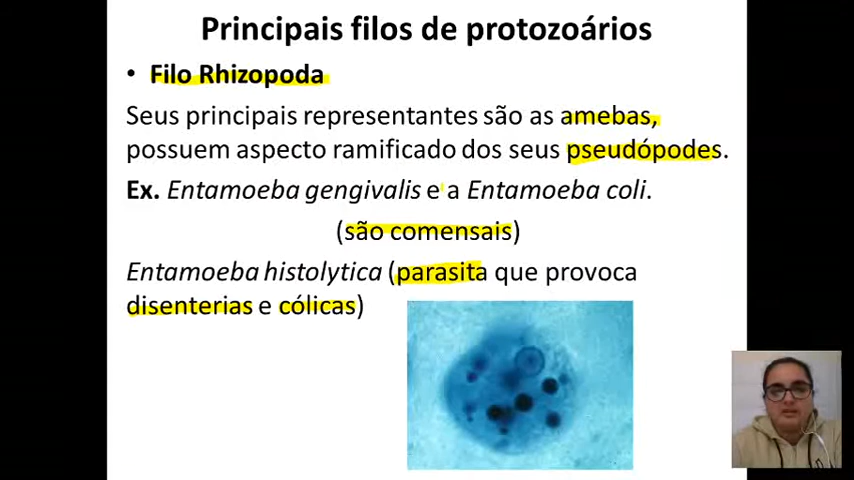 Principais filos de protozoários
• Filo Rhizopoda
Seus principais representantes são as amebas,
possuem aspecto ramificado dos seus pseudópodes.
Ex. Entamoeba gengivalis e a Entamoeba coli.
(são comensais)
Entamoeba histolytica (parasita que provoca
disenterias e cólicas)